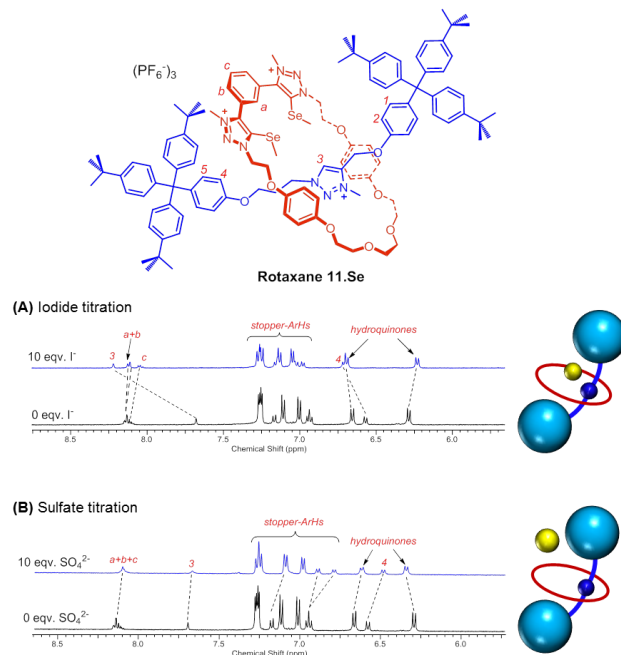 (PF₆⁻)₃
c
b
a
N
+
N
N
N
Se
Se
O
1
2
O
N
+
N
N
3
N
N
N
+
O
5
4
O
O
O
O
O
O
Rotaxane 11.Se
(A) Iodide titration
stopper-ArHs
a+b
hydroquinones
3
c
4
10 eqv. I⁻
0 eqv. I⁻
8.5 8.0 7.5 7.0 6.5 6.0
Chemical Shift (ppm)
(B) Sulfate titration
stopper-ArHs
hydroquinones
10 eqv. SO₄²⁻
a+b+c
3
4
0 eqv. SO₄²⁻
8.5 8.0 7.5 7.0 6.5 6.0
Chemical Shift (ppm)